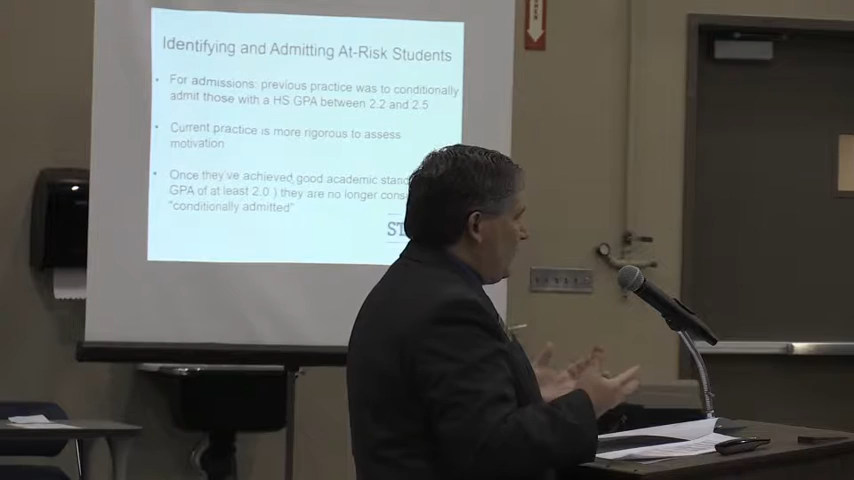 Identifying and Admitting At-Risk Students
• For admissions: previous practice was to conditionally
admit those with a HS GPA between 2.2 and 2.5
• Current practice is more rigorous to assess
motivation
• Once they've achieved good academic
GPA of at least 2.0 ) they are no longer
"conditionally admitted"